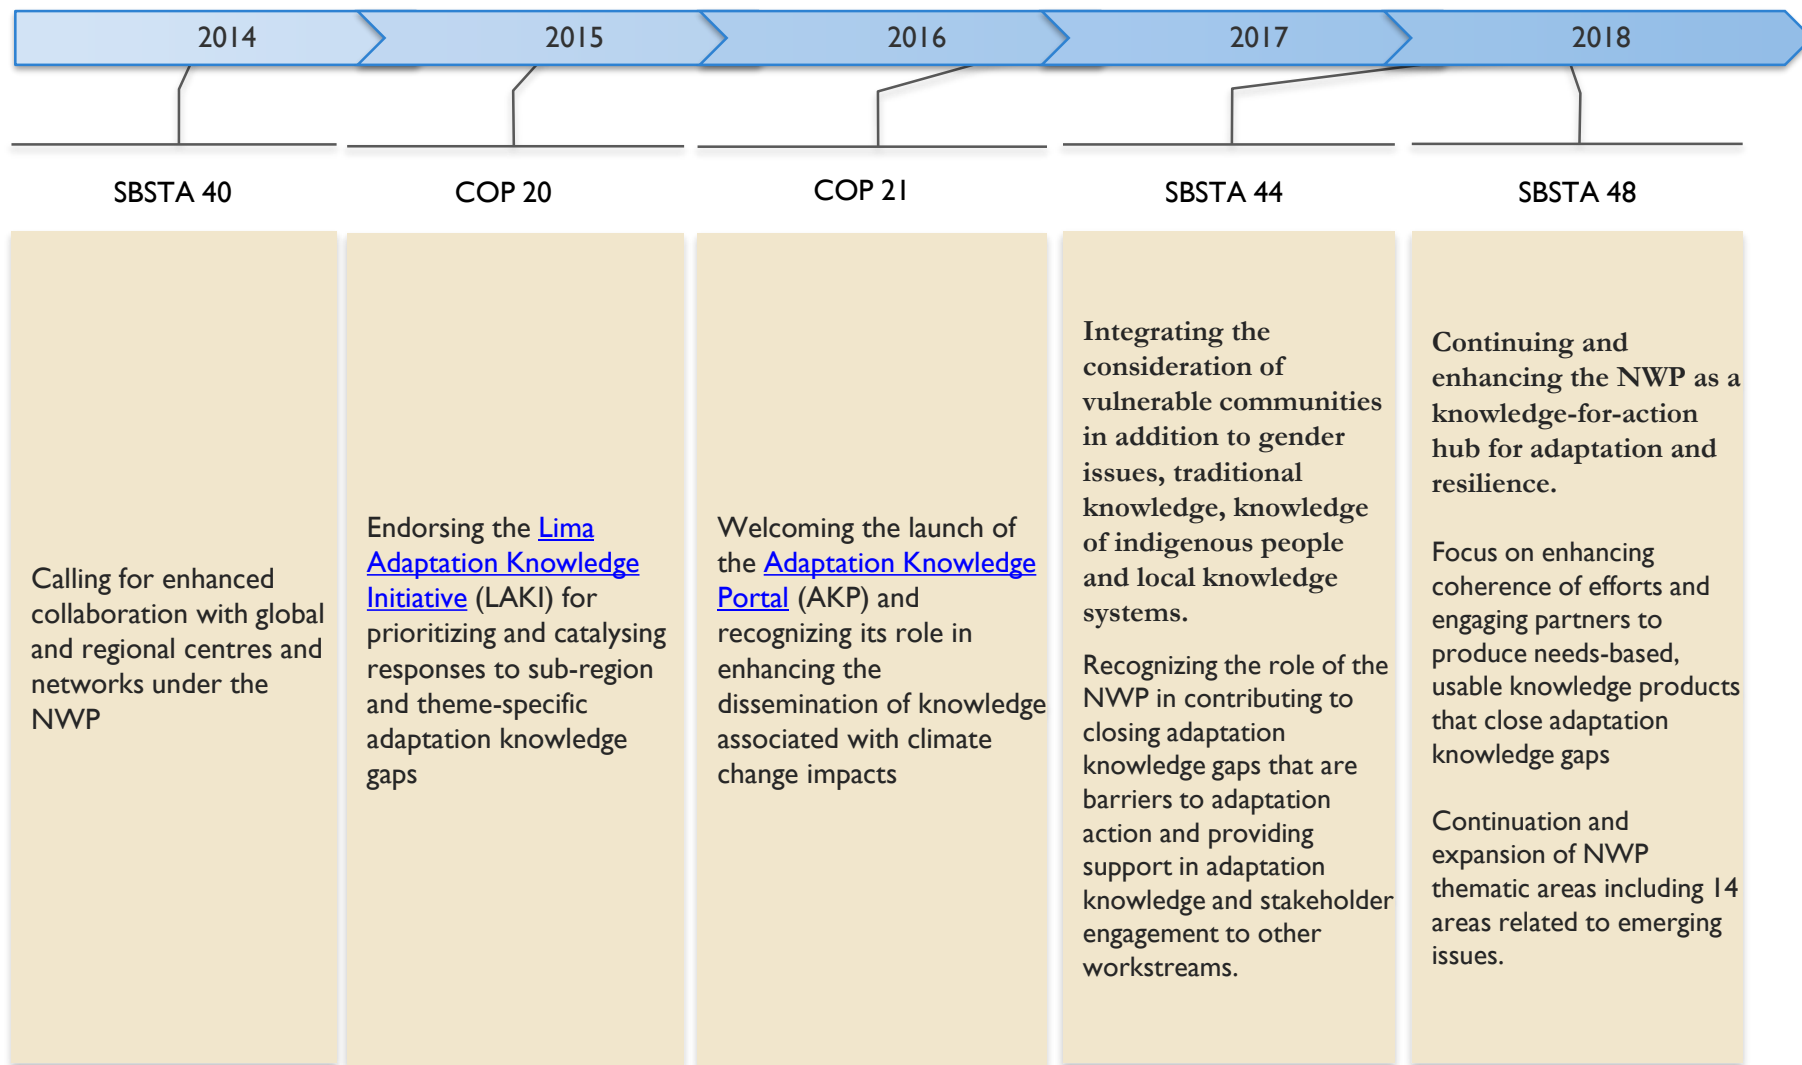 2014
2015
2016
2017
2018
SBSTA 40
COP 20
COP 21
SBSTA 44
SBSTA 48
Calling for enhanced
collaboration with global
and regional centres and
networks under the
NWP
Endorsing the Lima
Adaptation Knowledge
Initiative (LAKI) for
prioritizing and catalysing
responses to sub-region
and theme-specific
adaptation knowledge
gaps
Welcoming the launch of
the Adaptation Knowledge
Portal (AKP) and
recognizing its role in
enhancing the
dissemination of knowledge
associated with climate
change impacts
Integrating the
consideration of
vulnerable communities
in addition to gender
issues, traditional
knowledge, knowledge
of indigenous people
and local knowledge
systems.
Recognizing the role of the
NWP in contributing to
closing adaptation
knowledge gaps that are
barriers to adaptation
action and providing
support in adaptation
knowledge and stakeholder
engagement to other
workstreams.
Continuing and
enhancing the NWP as a
knowledge-for-action
hub for adaptation and
resilience.
Focus on enhancing
coherence of efforts and
engaging partners to
produce needs-based,
usable knowledge products
that close adaptation
knowledge gaps
Continuation and
expansion of NWP
thematic areas including 14
areas related to emerging
issues.